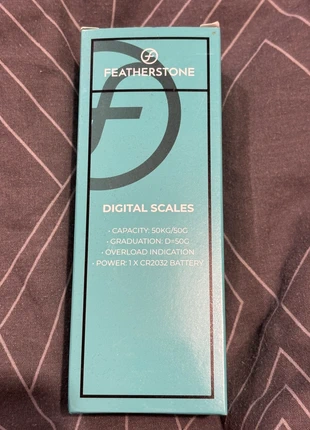 FEATHERSTONE
DIGITAL SCALES
· CAPACITY: 50KG/50G
· GRADUATION: D=50G
· OVERLOAD INDICATION
· POWER: 1 X CR2032 BATTERY